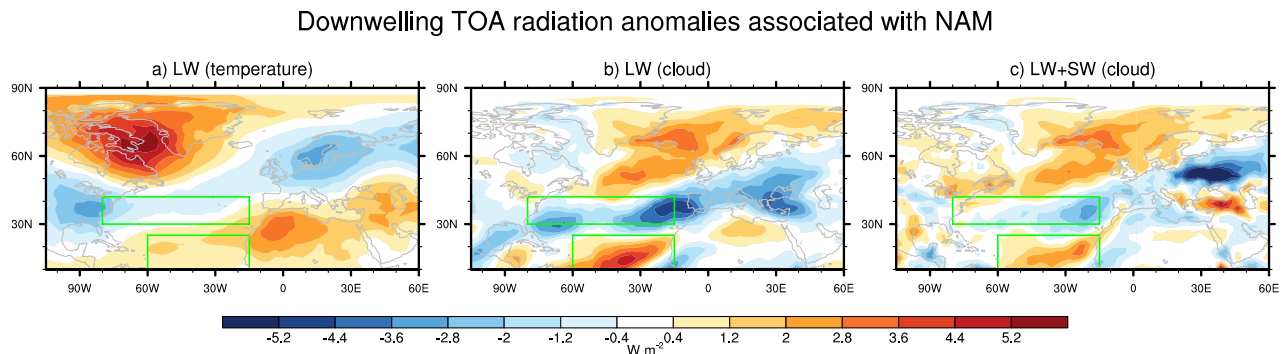 Downwelling TOA radiation anomalies associated with NAM
a) LW (temperature)
b) LW (cloud)
c) LW+SW (cloud)
90N
60N
30N
90W 60W 30W 0 30E 60E
90N
60N
30N
90W 60W 30W 0 30E 60E
90N
60N
30N
90W 60W 30W 0 30E 60E
-5.2 -4.4 -3.6 -2.8 -2 -1.2 -0.4 0.4 1.2 2 2.8 3.6 4.4 5.2
W m⁻²